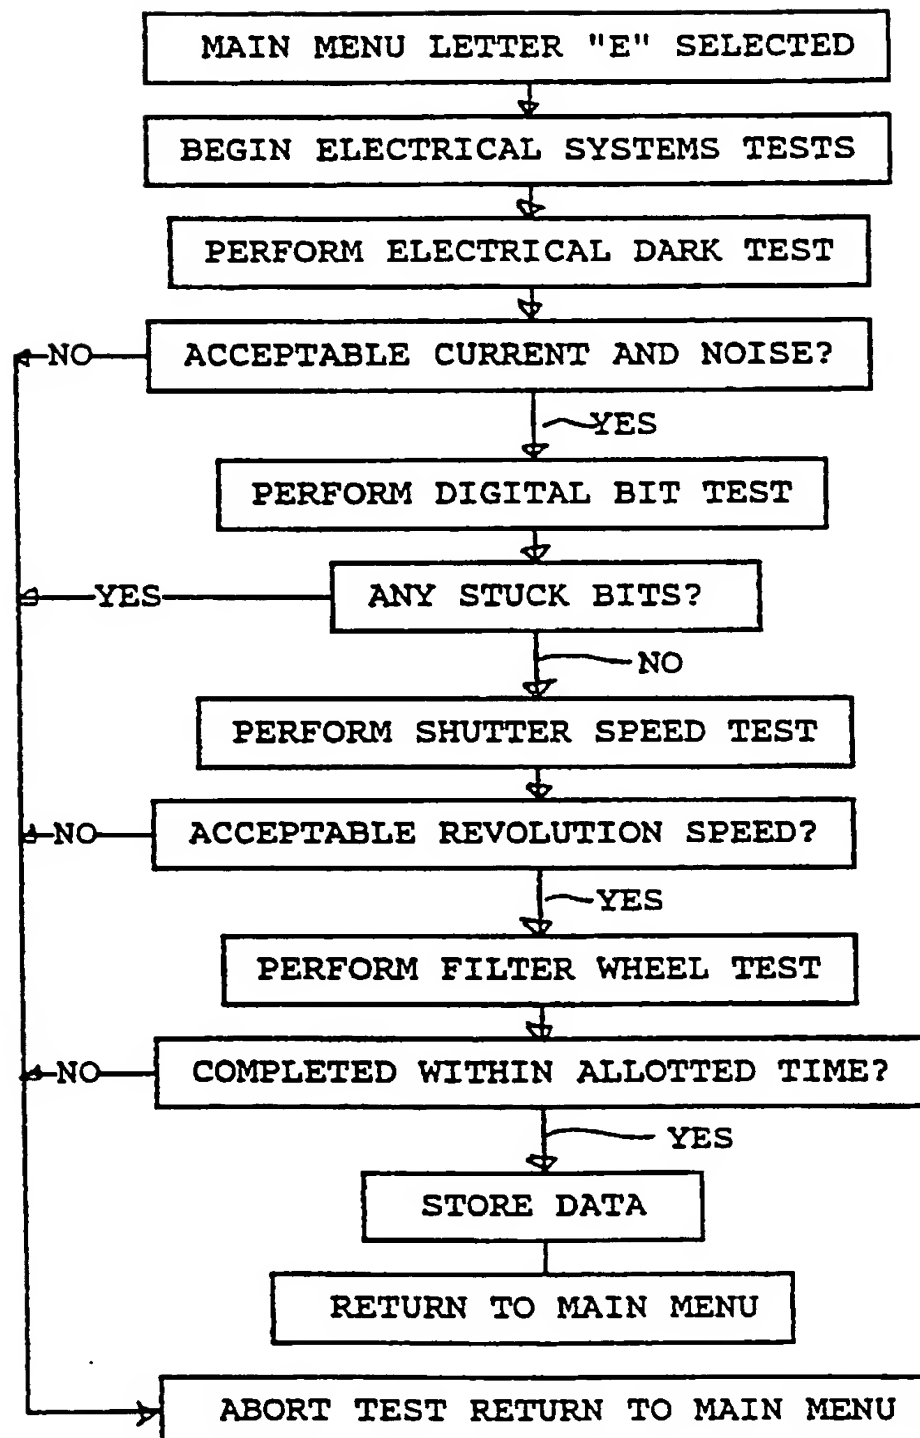 MAIN MENU LETTER "E" SELECTED
BEGIN ELECTRICAL SYSTEMS TESTS
PERFORM ELECTRICAL DARK TEST
NO
ACCEPTABLE CURRENT AND NOISE?
YES
PERFORM DIGITAL BIT TEST
YES
ANY STUCK BITS?
NO
PERFORM SHUTTER SPEED TEST
NO
ACCEPTABLE REVOLUTION SPEED?
YES
PERFORM FILTER WHEEL TEST
NO
COMPLETED WITHIN ALLOTTED TIME?
YES
STORE DATA
RETURN TO MAIN MENU
ABORT TEST RETURN TO MAIN MENU